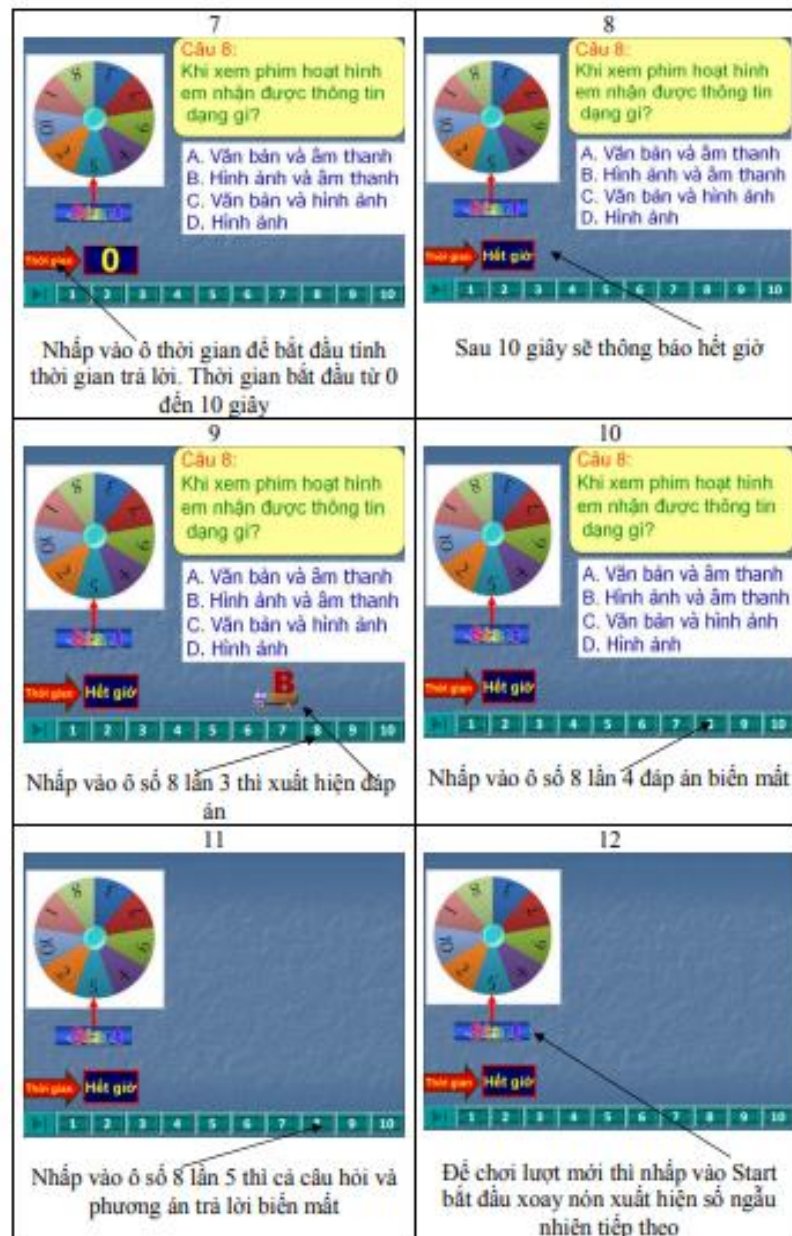 7
Câu 8:
Khi xem phim hoạt hình
em nhận được thông tin
dạng gì?
A. Văn bản và âm thanh
B. Hình ảnh và âm thanh
C. Văn bản và hình ảnh
D. Hình ảnh
Start
Thời gian 0
1 2 3 4 5 6 7 8 9 10
Nhấp vào ô thời gian để bắt đầu tính
thời gian trả lời. Thời gian bắt đầu từ 0
đến 10 giây
8
Câu 8:
Khi xem phim hoạt hình
em nhận được thông tin
dạng gì?
A. Văn bản và âm thanh
B. Hình ảnh và âm thanh
C. Văn bản và hình ảnh
D. Hình ảnh
Start
Thời gian Hết giờ
1 2 3 4 5 6 7 8 9 10
Sau 10 giây sẽ thông báo hết giờ
9
Câu 8:
Khi xem phim hoạt hình
em nhận được thông tin
dạng gì?
A. Văn bản và âm thanh
B. Hình ảnh và âm thanh
C. Văn bản và hình ảnh
D. Hình ảnh
Start
Thời gian Hết giờ
B
1 2 3 4 5 6 7 8 9 10
Nhấp vào ô số 8 lần 3 thì xuất hiện đáp
án
10
Câu 8:
Khi xem phim hoạt hình
em nhận được thông tin
dạng gì?
A. Văn bản và âm thanh
B. Hình ảnh và âm thanh
C. Văn bản và hình ảnh
D. Hình ảnh
Start
Thời gian Hết giờ
1 2 3 4 5 6 7 8 9 10
Nhấp vào ô số 8 lần 4 đáp án biến mất
11
Start
Thời gian Hết giờ
1 2 3 4 5 6 7 8 9 10
Nhấp vào ô số 8 lần 5 thì cả câu hỏi và
phương án trả lời biến mất
12
Start
Thời gian Hết giờ
1 2 3 4 5 6 7 8 9 10
Để chơi lượt mới thì nhấp vào Start
bắt đầu xoay nón xuất hiện số ngẫu
nhiên tiếp theo